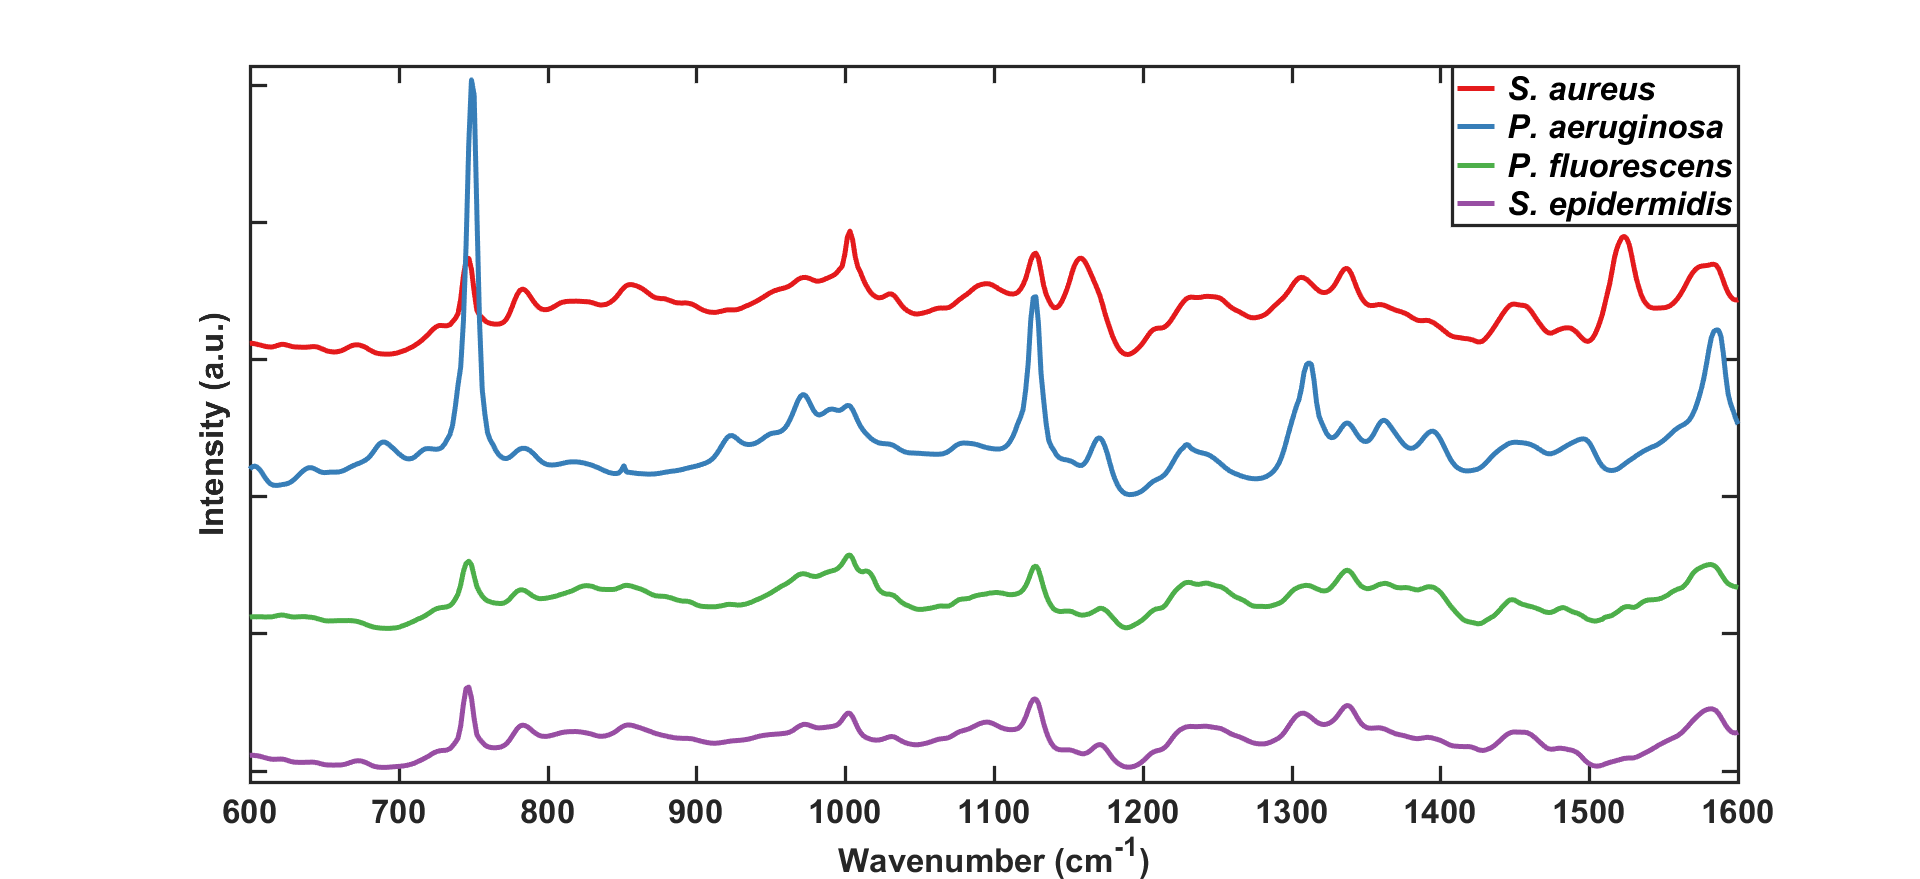 S. aureus
P. aeruginosa
P. fluorescens
S. epidermidis
Intensity (a.u.)
600 700 800 900 1000 1100 1200 1300 1400 1500 1600
Wavenumber (cm⁻¹)